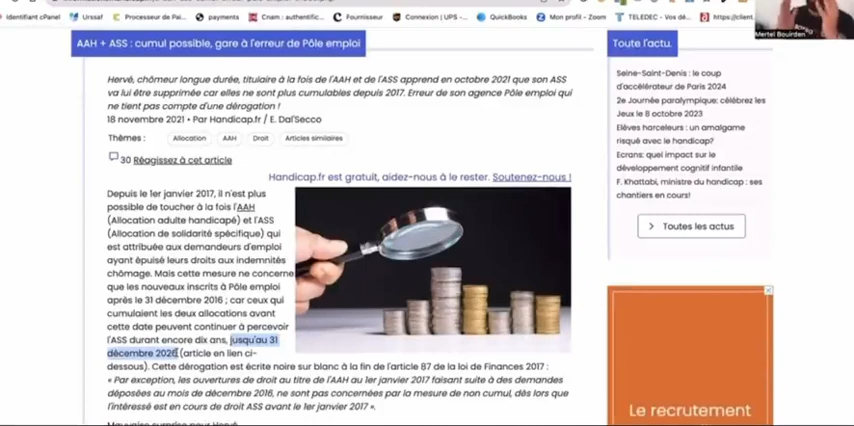 Identifiant cPanel
Urssaf
Processeur de Pai...
payments
Cnam : authentific...
Fournisseur
Connexion | UPS -...
QuickBooks
Mon profil - Zoom
TELEDEC - Vos dé...
https://client.
Mertel Bourden
AAH + ASS : cumul possible, gare à l'erreur de Pôle emploi
Hervé, chômeur longue durée, titulaire à la fois de l'AAH et de l'ASS apprend en octobre 2021 que son ASS
va lui être supprimée car elles ne sont plus cumulables depuis 2017. Erreur de son agence Pôle emploi qui
ne tient pas compte d'une dérogation !
18 novembre 2021 • Par Handicap.fr / E. Dal'Secco
Thèmes :
Allocation
AAH
Droit
Articles similaires
30 Réagissez à cet article
Handicap.fr est gratuit, aidez-nous à le rester. Soutenez-nous !
Depuis le 1er janvier 2017, il n'est plus
possible de toucher à la fois l'AAH
(Allocation adulte handicapé) et l'ASS
(Allocation de solidarité spécifique) qui
est attribuée aux demandeurs d'emploi
ayant épuisé leurs droits aux indemnités
chômage. Mais cette mesure ne concerne
que les nouveaux inscrits à Pôle emploi
après le 31 décembre 2016 ; car ceux qui
cumulaient les deux allocations avant
cette date peuvent continuer à percevoir
l'ASS durant encore dix ans, jusqu'au 31
décembre 2026 (article en lien ci-
dessous). Cette dérogation est écrite noire sur blanc à la fin de l'article 87 de la loi de Finances 2017 :
« Par exception, les ouvertures de droit au titre de l'AAH au 1er janvier 2017 faisant suite à des demandes
déposées au mois de décembre 2016, ne sont pas concernées par la mesure de non cumul, dès lors que
l'intéressé est en cours de droit ASS avant le 1er janvier 2017 ».
Mauvaise surprise pour Hervé
Toute l'actu.
Seine-Saint-Denis : le coup
d'accélérateur de Paris 2024
2e Journée paralympique: célébrez les
Jeux le 8 octobre 2023
Elèves harceleurs : un amalgame
risqué avec le handicap?
Ecrans: quel impact sur le
développement cognitif infantile
F. Khattabi, ministre du handicap : ses
chantiers en cours!
Toutes les actus
Le recrutement